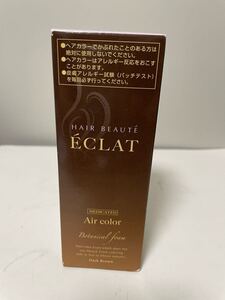 ●ヘアカラーでかぶれたことのある方は
絶対に使用しないでください。
●ヘアカラーはアレルギー反応をおこす
ことがあります。
●皮膚アレルギー試験（パッチテスト）
を毎回必ず行ってください。
HAIR BEAUTÉ
ÉCLAT
MEDICATED
Air color
Botanical foam
Dark Brown